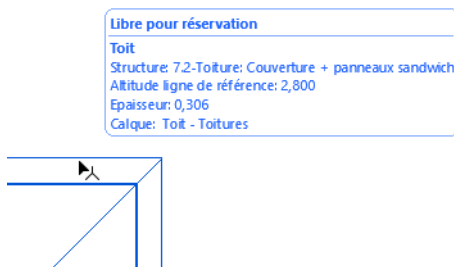 Libre pour réservation
Toit
Structure: 7.2-Toiture: Couverture + panneaux sandwich
Altitude ligne de référence: 2,800
Epaisseur: 0,306
Calque: Toit - Toitures